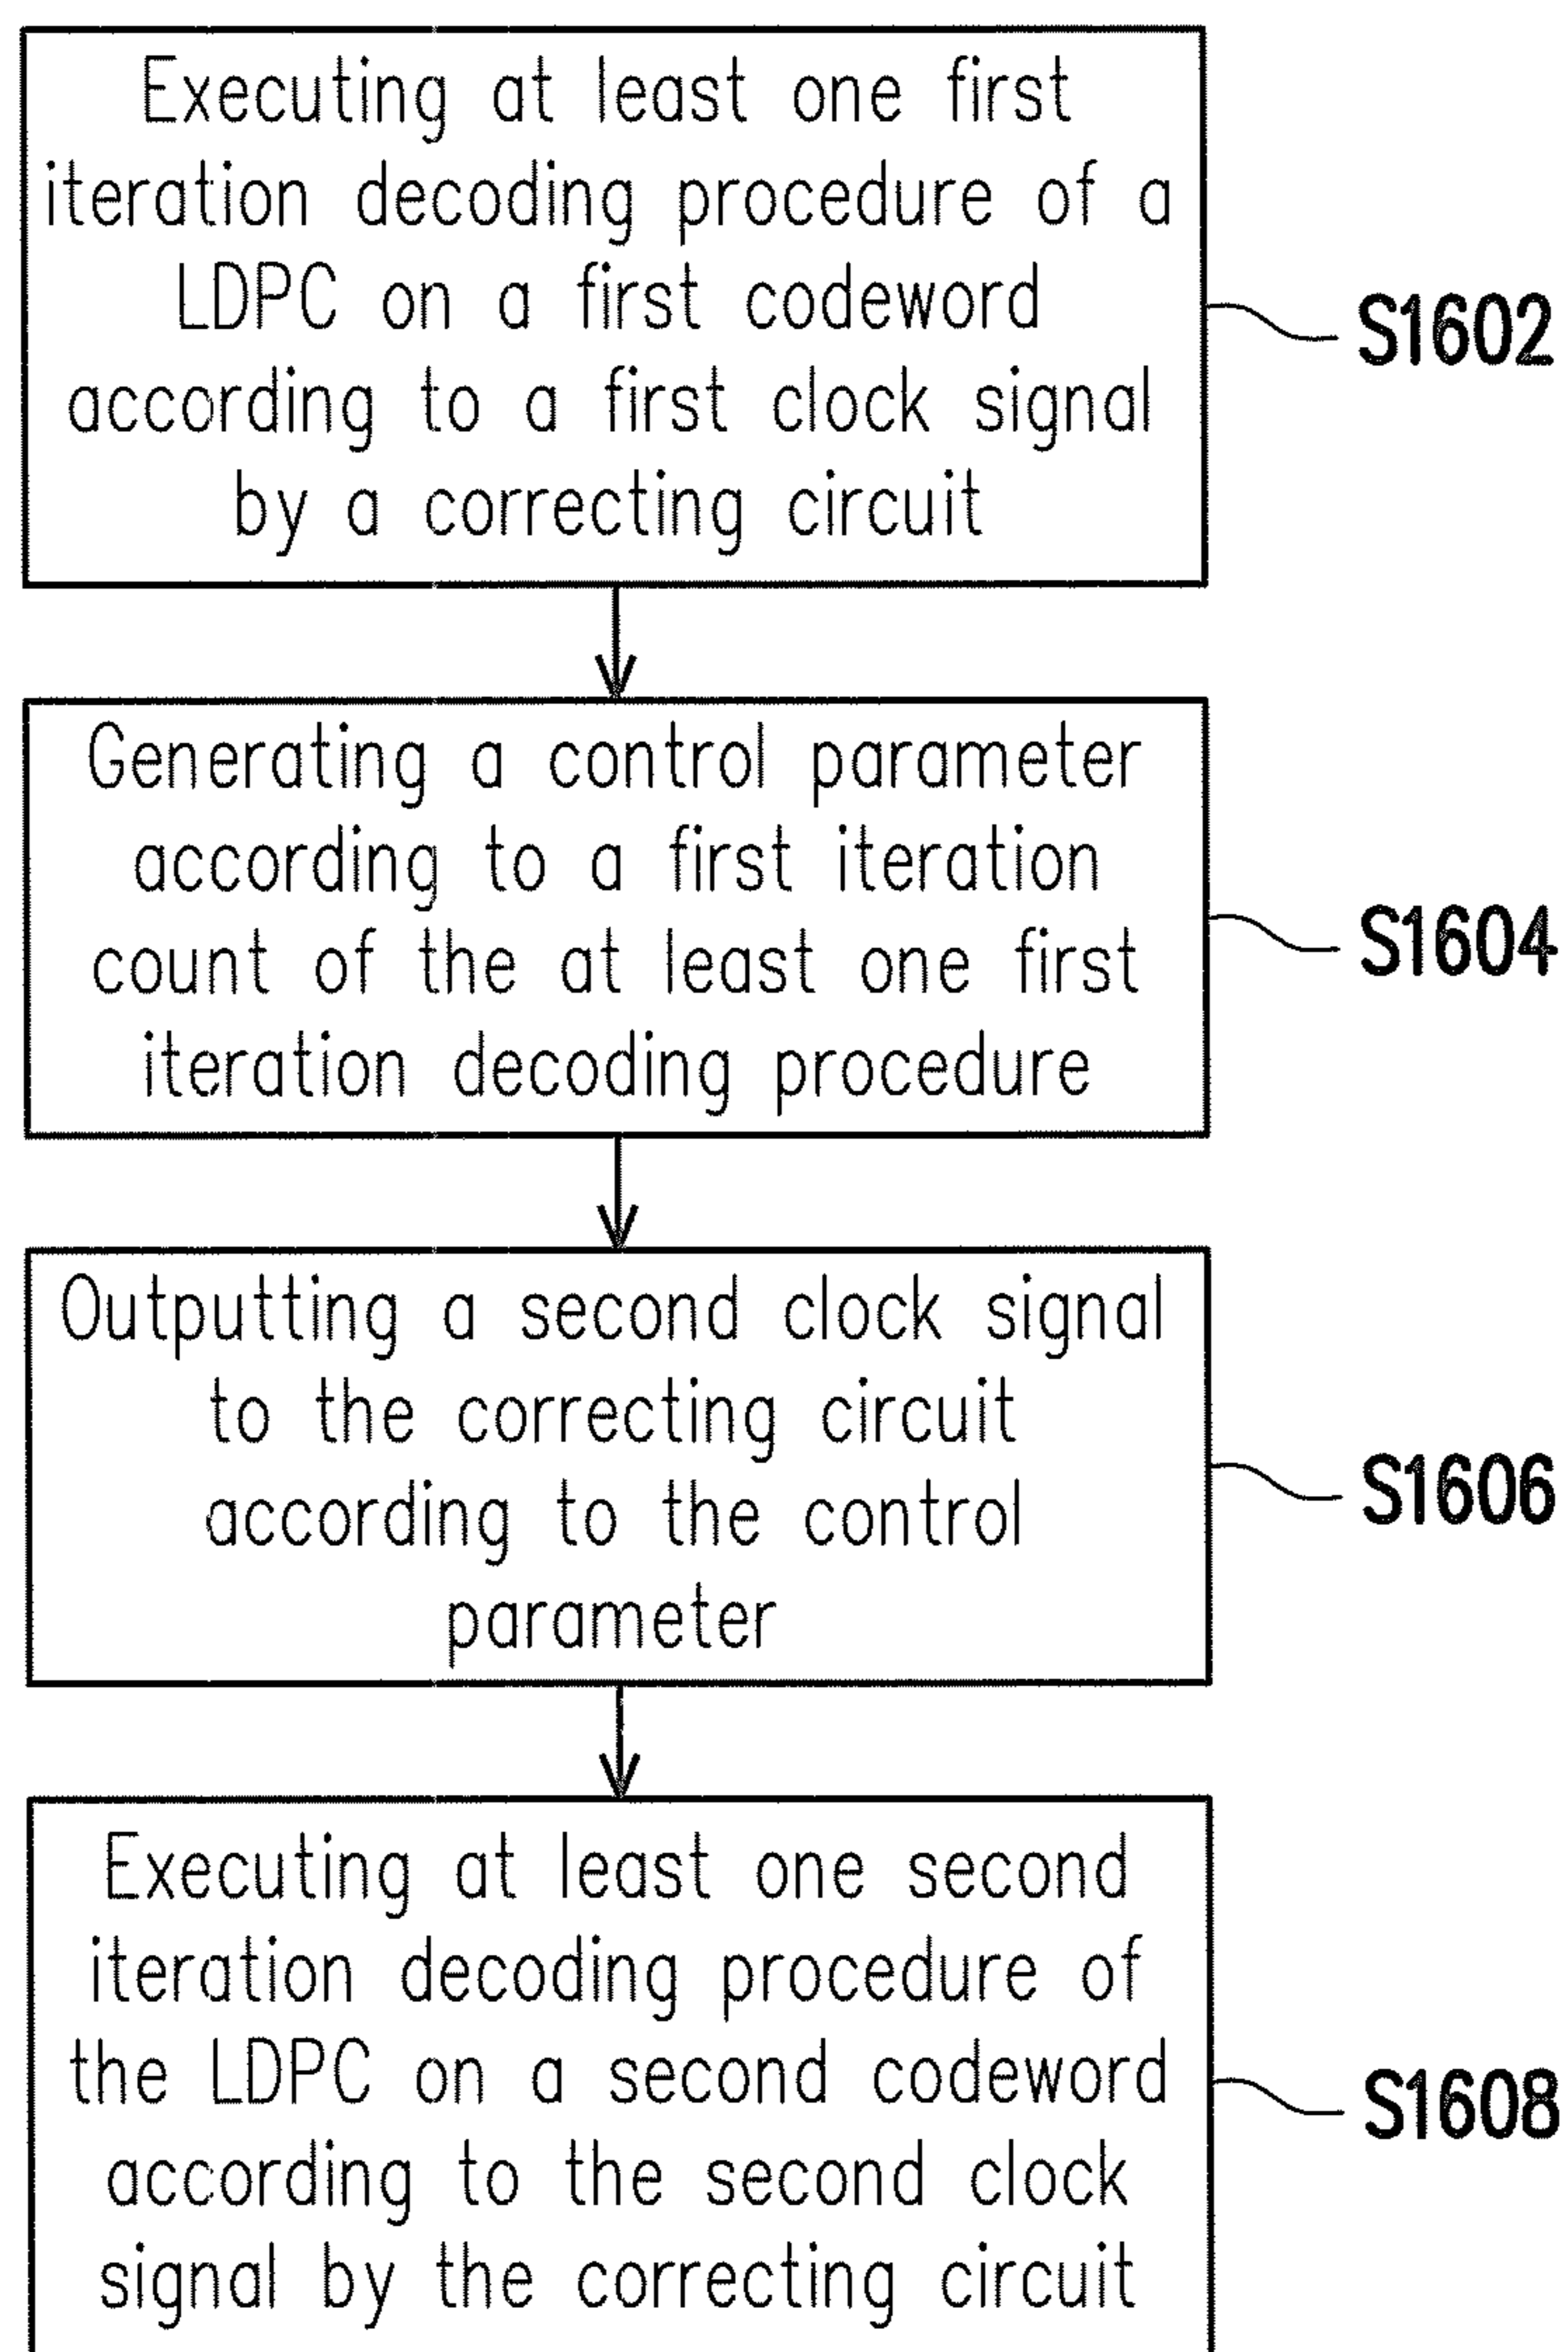 Executing at least one first
iteration decoding procedure of a
LDPC on a first codeword
according to a first clock signal
by a correcting circuit
S1602
Generating a control parameter
according to a first iteration
count of the at least one first
iteration decoding procedure
S1604
Outputting a second clock signal
to the correcting circuit
according to the control
parameter
S1606
Executing at least one second
iteration decoding procedure of
the LDPC on a second codeword
according to the second clock
signal by the correcting circuit
S1608